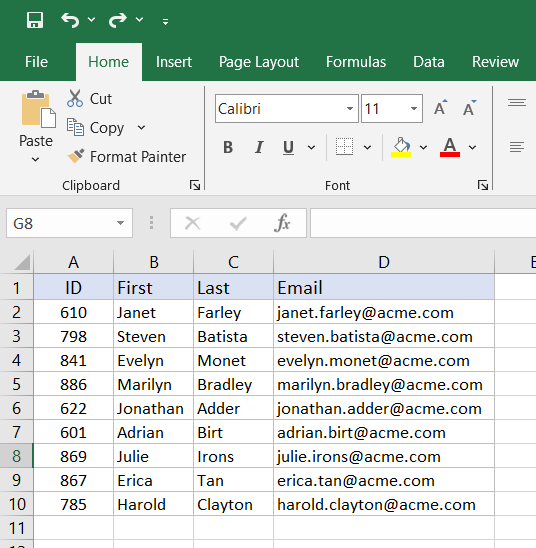 File Home Insert Page Layout Formulas Data Review
Cut
Copy
Format Painter
Paste
Clipboard
Calibri 11 A A
B I U A
Font
G8 fx
A B C D
1 ID First Last Email
2 610 Janet Farley janet.farley@acme.com
3 798 Steven Batista steven.batista@acme.com
4 841 Evelyn Monet evelyn.monet@acme.com
5 886 Marilyn Bradley marilyn.bradley@acme.com
6 622 Jonathan Adder jonathan.adder@acme.com
7 601 Adrian Birt adrian.birt@acme.com
8 869 Julie Irons julie.irons@acme.com
9 867 Erica Tan erica.tan@acme.com
10 785 Harold Clayton harold.clayton@acme.com
11